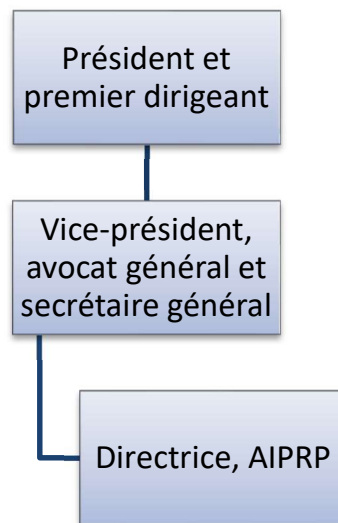 Président et
premier dirigeant
Vice-président,
avocat général et
secrétaire général
Directrice, AIPRP